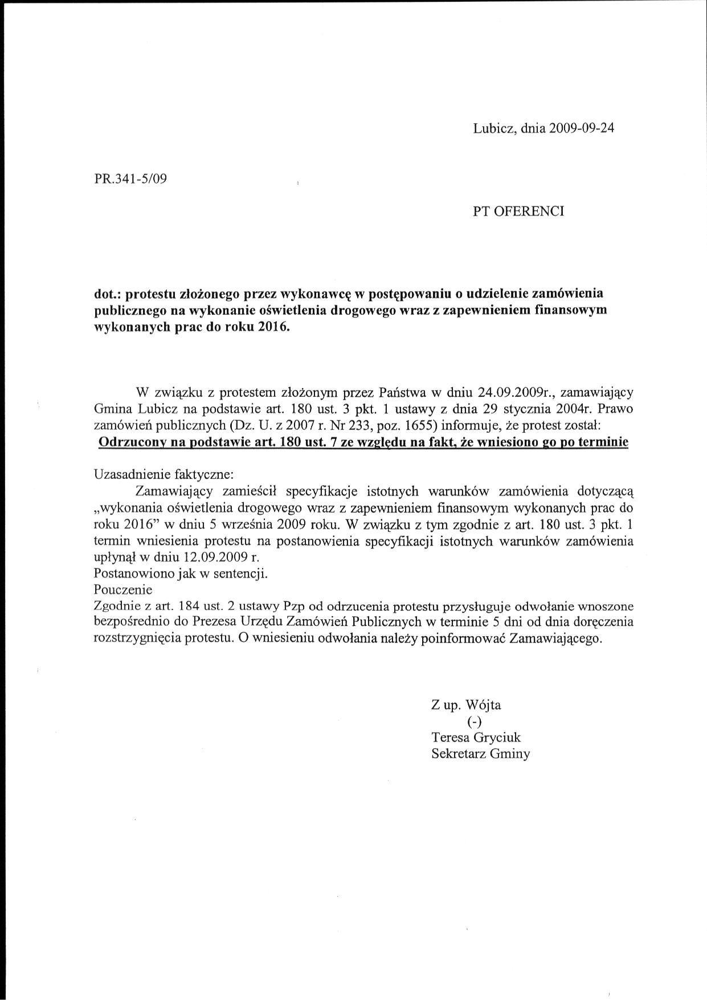 Lubicz, dnia 2009-09-24
PR.341-5/09
PT OFERENCI
dot.: protestu złożonego przez wykonawcę w postępowaniu o udzielenie zamówienia
publicznego na wykonanie oświetlenia drogowego wraz z zapewnieniem finansowym
wykonanych prac do roku 2016.
W związku z protestem złożonym przez Państwa w dniu 24.09.2009r., zamawiający
Gmina Lubicz na podstawie art. 180 ust. 3 pkt. 1 ustawy z dnia 29 stycznia 2004r. Prawo
zamówień publicznych (Dz. U. z 2007 r. Nr 233, poz. 1655) informuje, że protest został:
Odrzucony na podstawie art. 180 ust. 7 ze względu na fakt, że wniesiono go po terminie
Uzasadnienie faktyczne:
Zamawiający zamieścił specyfikacje istotnych warunków zamówienia dotyczącą
„wykonania oświetlenia drogowego wraz z zapewnieniem finansowym wykonanych prac do
roku 2016” w dniu 5 września 2009 roku. W związku z tym zgodnie z art. 180 ust. 3 pkt. 1
termin wniesienia protestu na postanowienia specyfikacji istotnych warunków zamówienia
upłynął w dniu 12.09.2009 r.
Postanowiono jak w sentencji.
Pouczenie
Zgodnie z art. 184 ust. 2 ustawy Pzp od odrzucenia protestu przysługuje odwołanie wnoszone
bezpośrednio do Prezesa Urzędu Zamówień Publicznych w terminie 5 dni od dnia doręczenia
rozstrzygnięcia protestu. O wniesieniu odwołania należy poinformować Zamawiającego.
Z up. Wójta
(-)
Teresa Gryciuk
Sekretarz Gminy